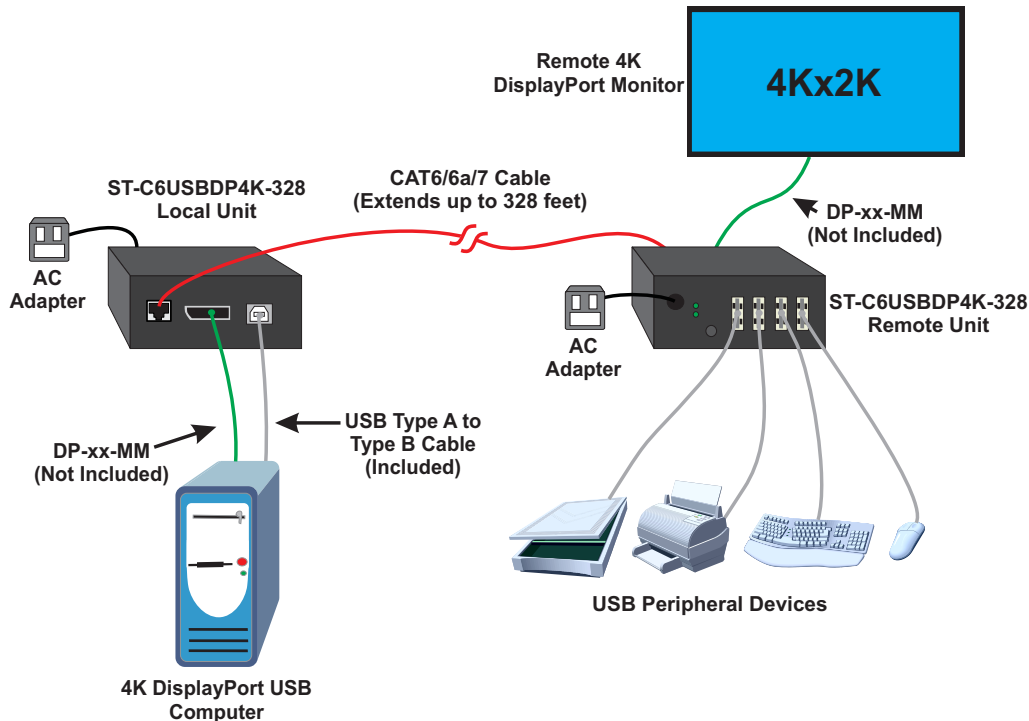 Remote 4K
DisplayPort Monitor
4Kx2K
ST-C6USBDP4K-328
Local Unit
CAT6/6a/7 Cable
(Extends up to 328 feet)
DP-xx-MM
(Not Included)
AC
Adapter
ST-C6USBDP4K-328
Remote Unit
AC
Adapter
DP-xx-MM
(Not Included)
USB Type A to
Type B Cable
(Included)
USB Peripheral Devices
4K DisplayPort USB
Computer